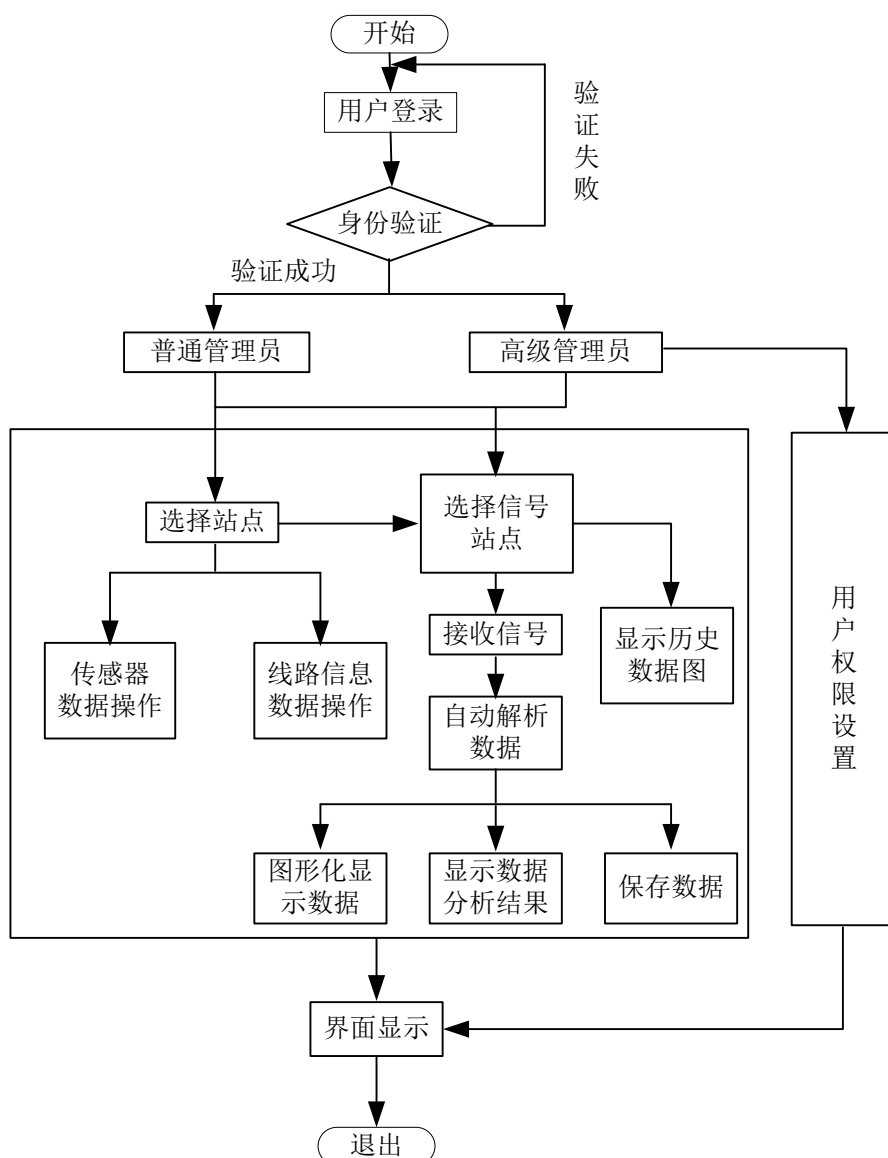 开始
用户登录
验
证
失
败
身份验证
验证成功
普通管理员
高级管理员
选择站点
选择信号
站点
传感器
数据操作
线路信息
数据操作
接收信号
显示历史
数据图
自动解析
数据
图形化显
示数据
显示数据
分析结果
保存数据
用
户
权
限
设
置
界面显示
退出